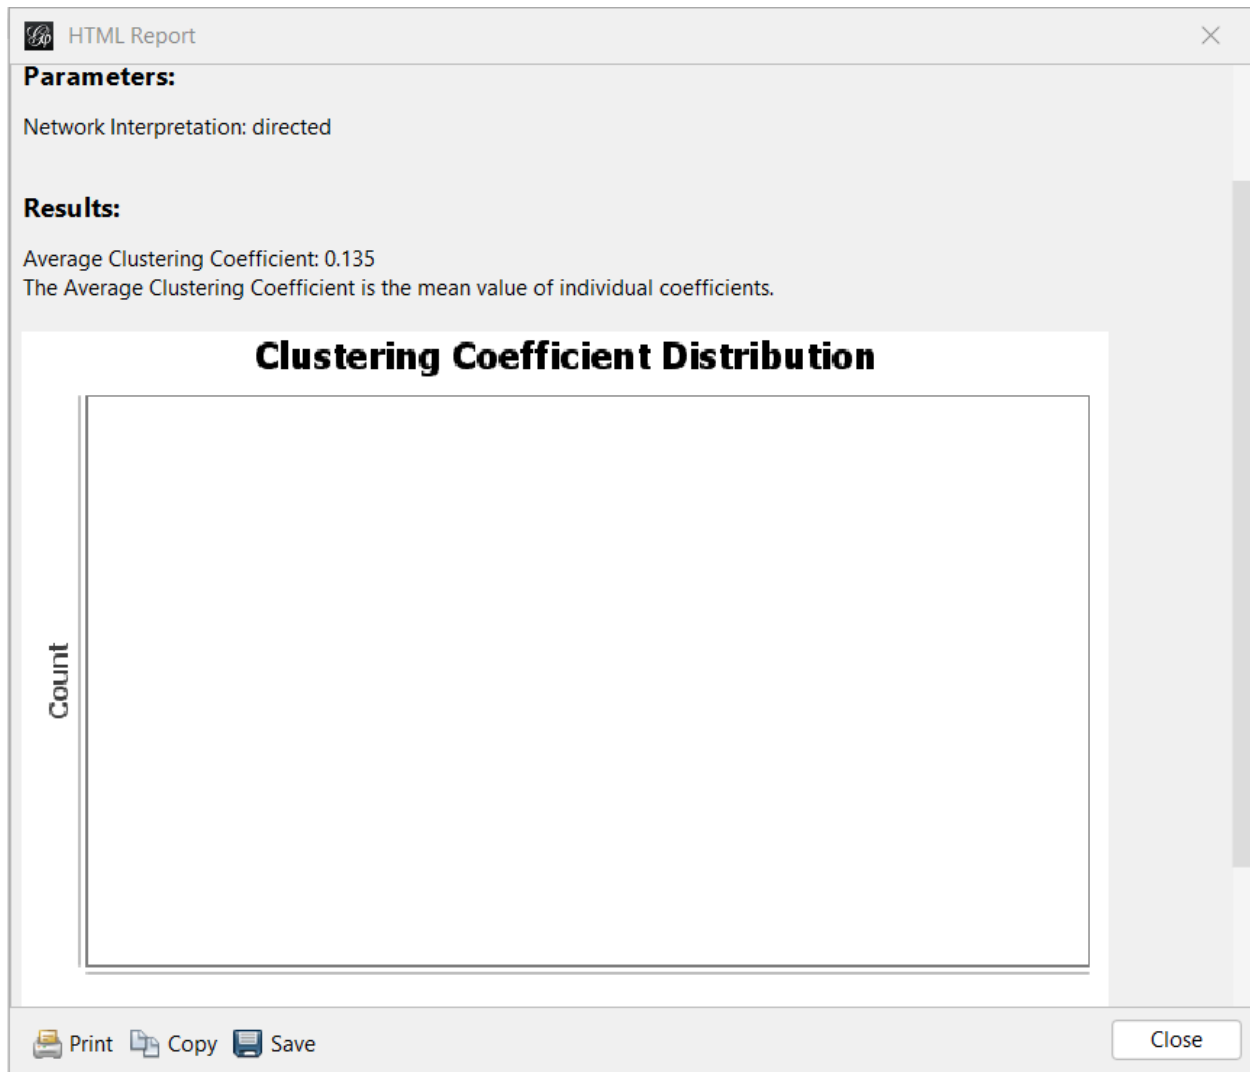 HTML Report
Parameters:
Network Interpretation: directed
Results:
Average Clustering Coefficient: 0.135
The Average Clustering Coefficient is the mean value of individual coefficients.
Clustering Coefficient Distribution
Count
Print Copy Save Close